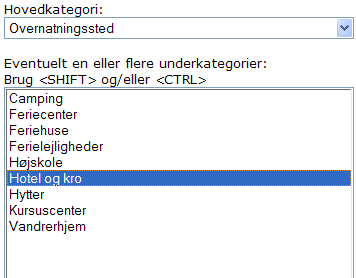 Hovedkategori:
Overnatningssted
Eventuelt en eller flere underkategorier:
Brug <SHIFT> og/eller <CTRL>
Camping
Feriecenter
Feriehuse
Ferielejligheder
Højskole
Hotel og kro
Hytter
Kursuscenter
Vandrerhjem